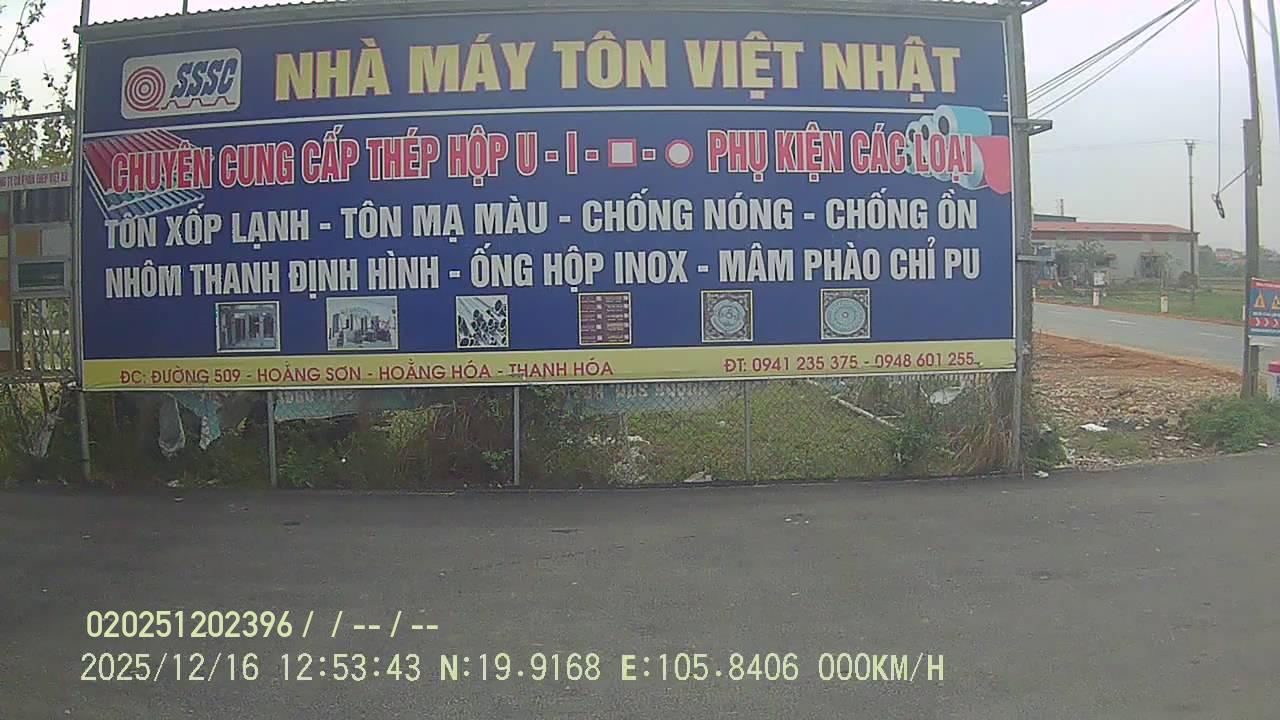 SSSC
NHÀ MÁY TÔN VIỆT NHẬT
CHUYÊN CUNG CẤP THÉP HỘP U - I - □ - ○ PHỤ KIỆN CÁC LOẠI
TÔN XỐP LẠNH - TÔN MẠ MÀU - CHỐNG NÓNG - CHỐNG ỒN
NHÔM THANH ĐỊNH HÌNH - ỐNG HỘP INOX - MÂM PHÀO CHỈ PU
ĐC: ĐƯỜNG 509 - HOẰNG SƠN - HOẰNG HÓA - THANH HÓA
ĐT: 0941 235 375 - 0948 601 255
020251202396 / / -- / --
2025/12/16 12:53:43 N:19.9168 E:105.8406 000KM/H